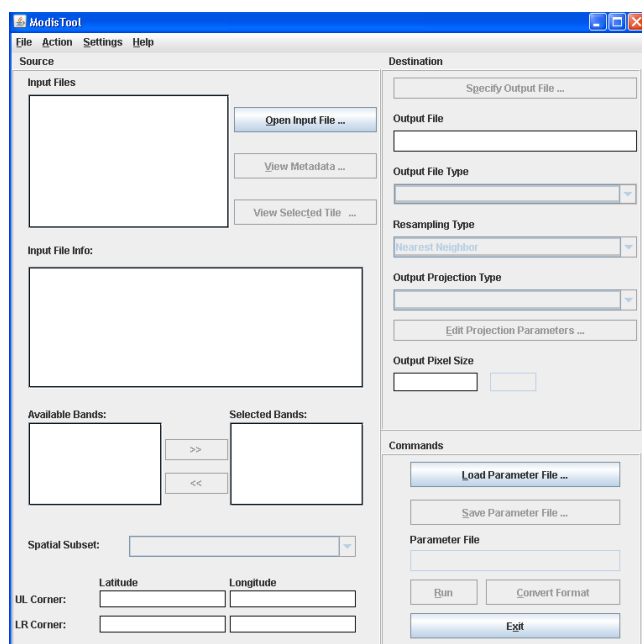 ModisTool
File Action Settings Help
Source
Input Files
Open Input File ...
View Metadata ...
View Selected Tile ...
Input File Info:
Available Bands:
Selected Bands:
>>
<<
Spatial Subset:
Latitude
Longitude
UL Corner:
LR Corner:
Destination
Specify Output File ...
Output File
Output File Type
Resampling Type
Nearest Neighbor
Output Projection Type
Edit Projection Parameters ...
Output Pixel Size
Commands
Load Parameter File ...
Save Parameter File ...
Parameter File
Run
Convert Format
Exit